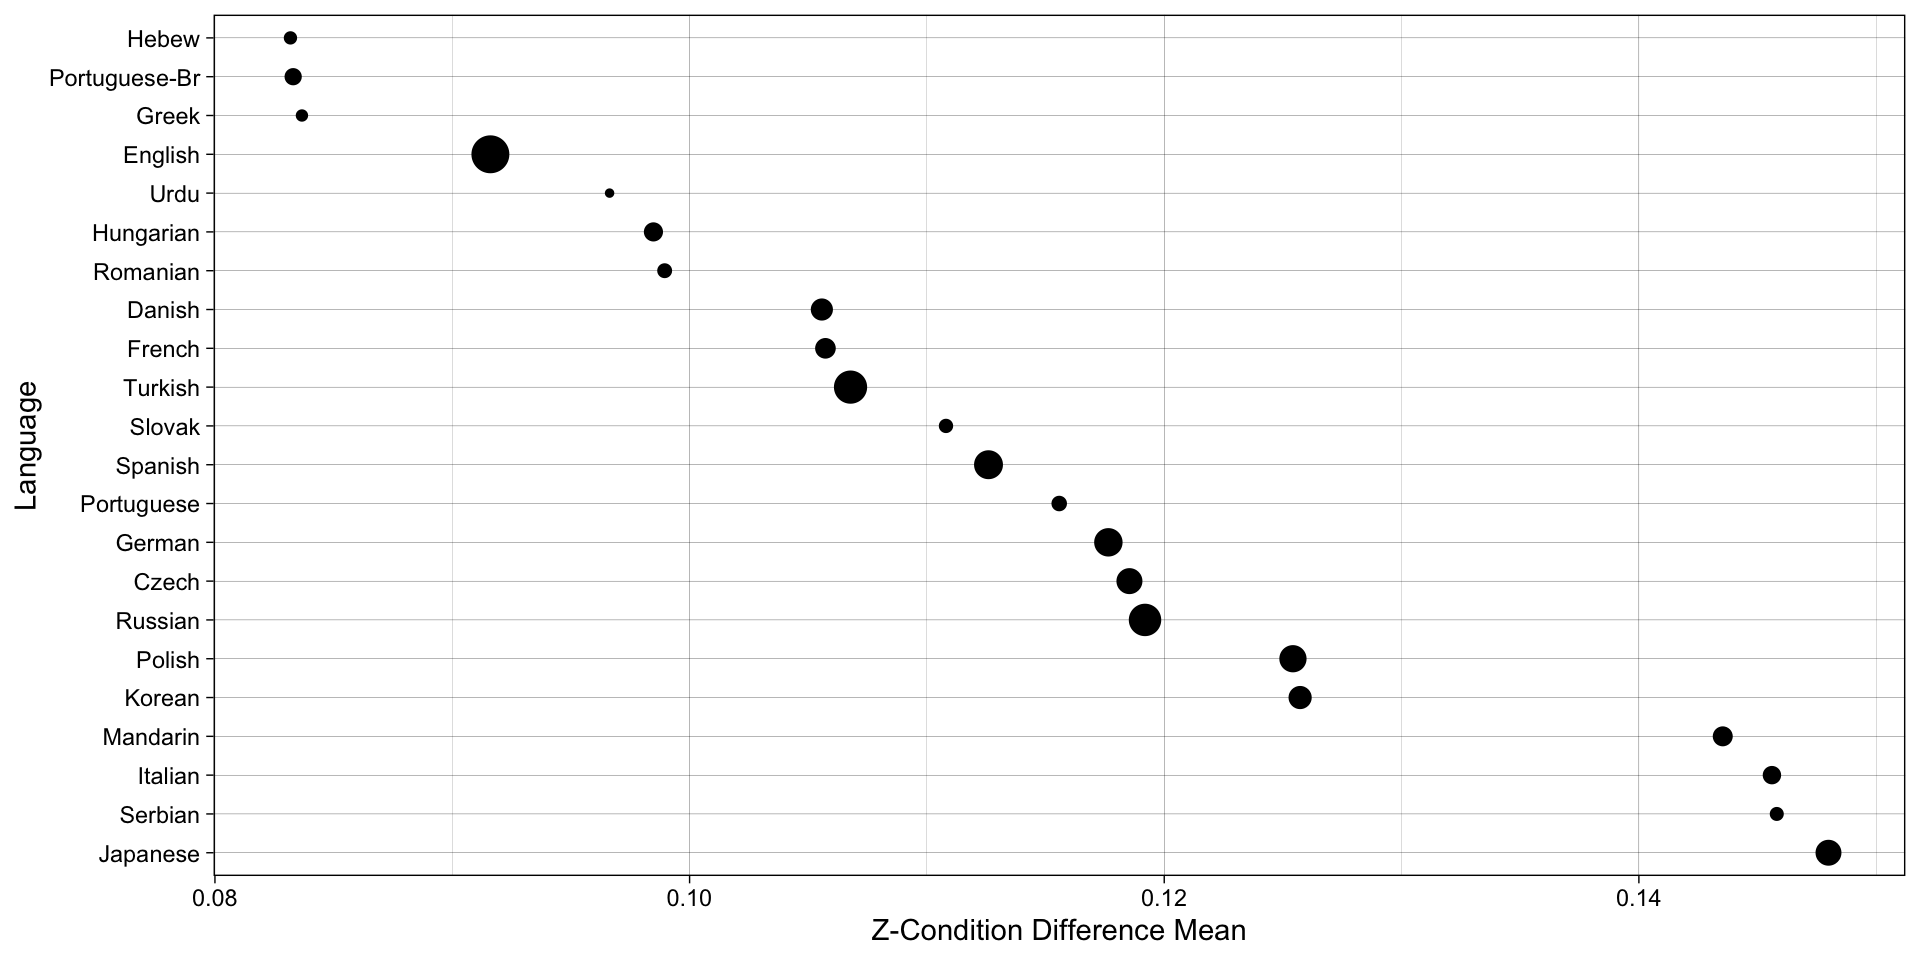 Hebew
Portuguese-Br
Greek
English
Urdu
Hungarian
Romanian
Danish
French
Turkish
Slovak
Spanish
Portuguese
German
Czech
Russian
Polish
Korean
Mandarin
Italian
Serbian
Japanese
Language
0.08 0.10 0.12 0.14
Z-Condition Difference Mean